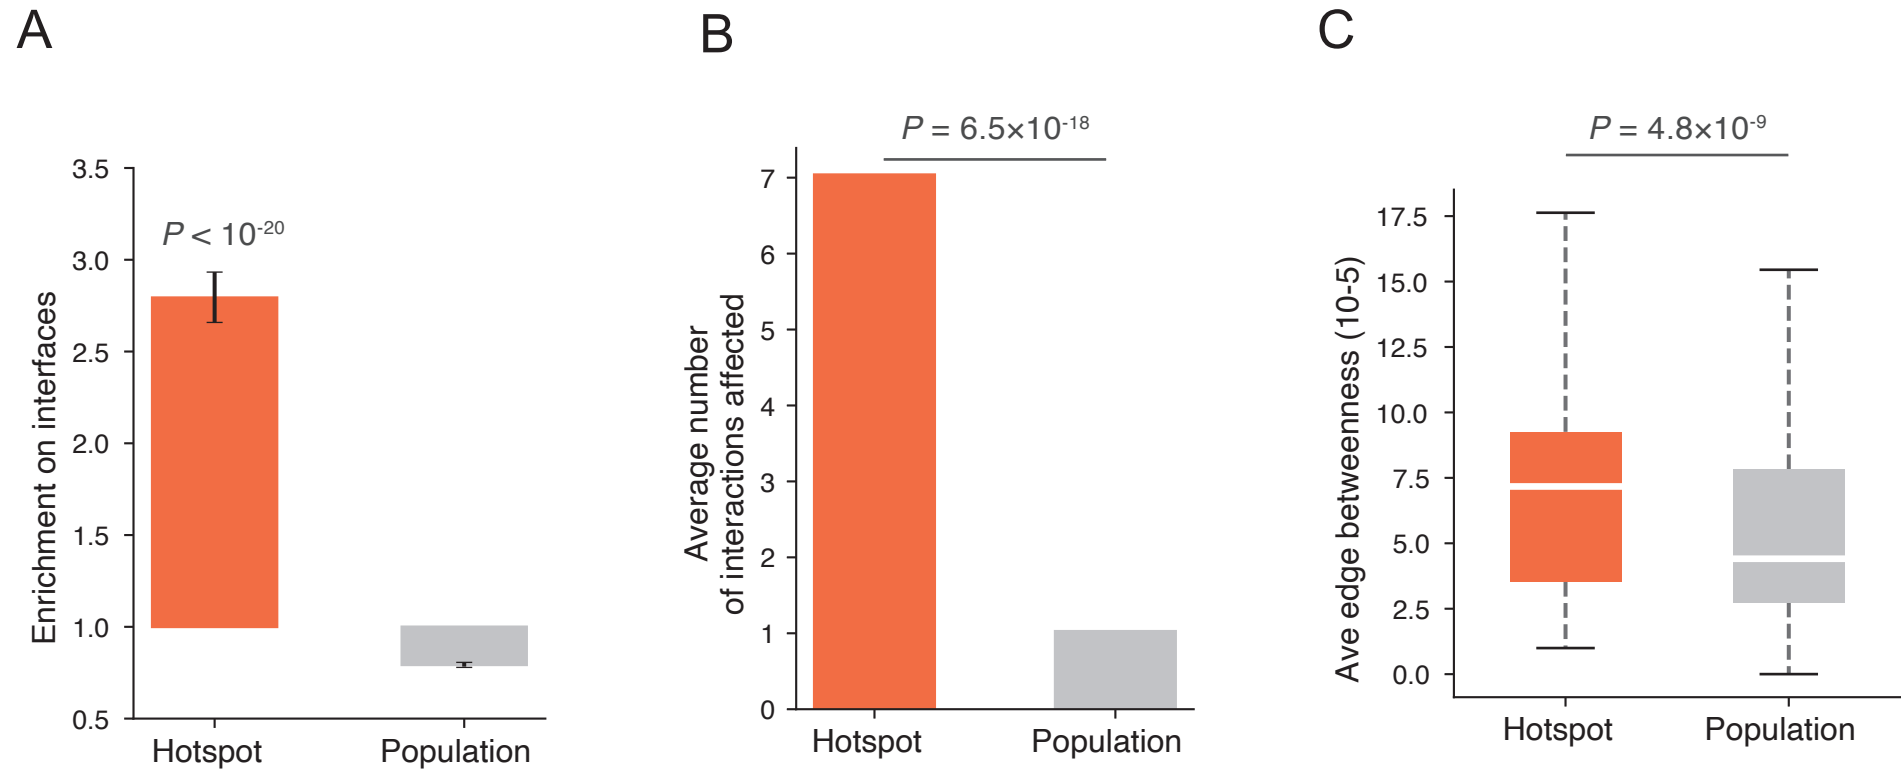 A
Enrichment on interfaces
3.5
3.0
2.5
2.0
1.5
1.0
0.5
P < 10⁻²⁰
Hotspot
Population
B
Average number
of interactions affected
P = 6.5×10⁻¹⁸
7
6
5
4
3
2
1
0
Hotspot
Population
C
Ave edge betweenness (10-5)
P = 4.8×10⁻⁹
17.5
15.0
12.5
10.0
7.5
5.0
2.5
0.0
Hotspot
Population